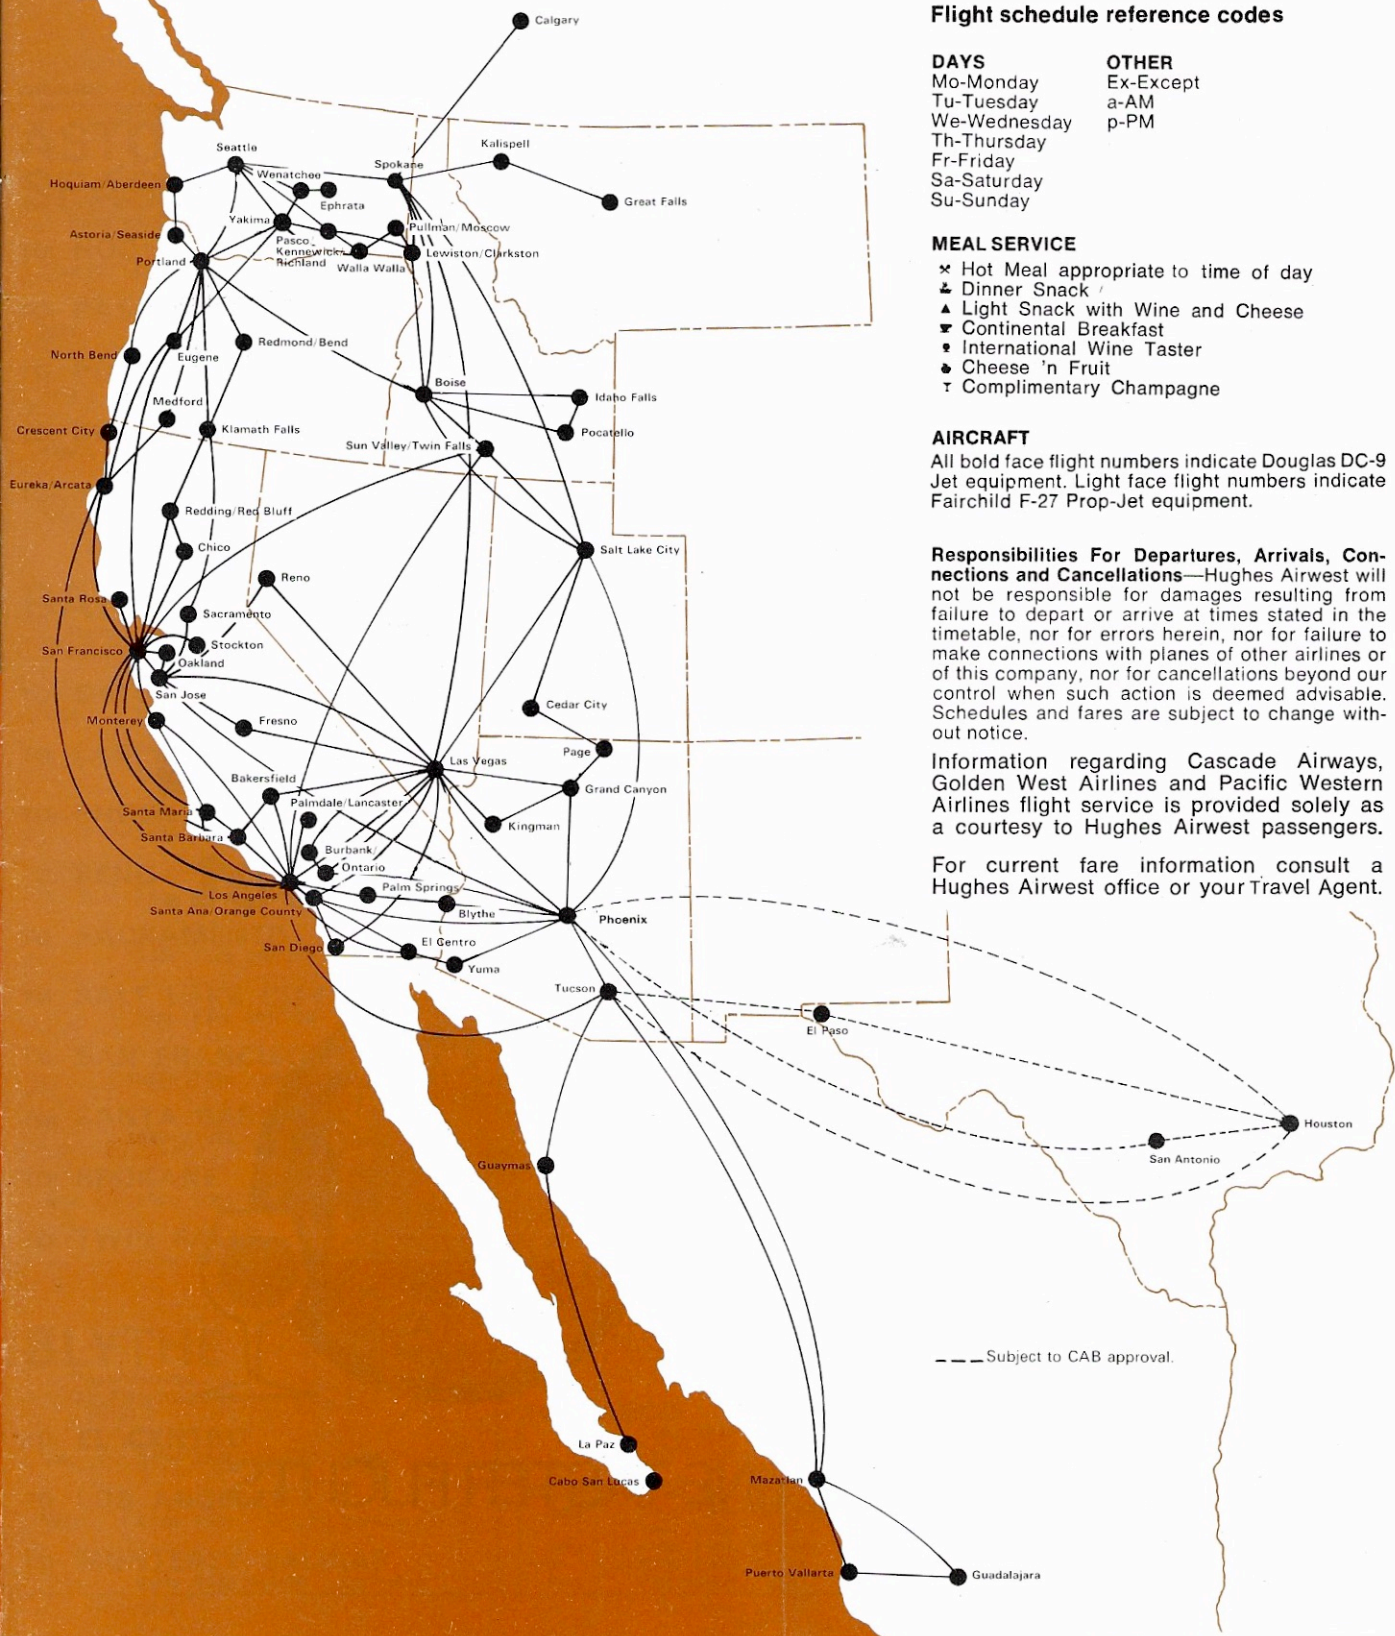 Flight schedule reference codes
DAYS
Mo-Monday
Tu-Tuesday
We-Wednesday
Th-Thursday
Fr-Friday
Sa-Saturday
Su-Sunday
OTHER
Ex-Except
a-AM
p-PM
MEAL SERVICE
Hot Meal appropriate to time of day
Dinner Snack
Light Snack with Wine and Cheese
Continental Breakfast
International Wine Taster
Cheese 'n Fruit
Complimentary Champagne
AIRCRAFT
All bold face flight numbers indicate Douglas DC-9
Jet equipment. Light face flight numbers indicate
Fairchild F-27 Prop-Jet equipment.
Responsibilities For Departures, Arrivals, Con-
nections and Cancellations—Hughes Airwest will
not be responsible for damages resulting from
failure to depart or arrive at times stated in the
timetable, nor for errors herein, nor for failure to
make connections with planes of other airlines or
of this company, nor for cancellations beyond our
control when such action is deemed advisable.
Schedules and fares are subject to change with-
out notice.
Information regarding Cascade Airways,
Golden West Airlines and Pacific Western
Airlines flight service is provided solely as
a courtesy to Hughes Airwest passengers.
For current fare information consult a
Hughes Airwest office or your Travel Agent.
Calgary
Seattle
Spokane
Kalispell
Great Falls
Hoquiam/Aberdeen
Wenatchee
Ephrata
Yakima
Astoria/Seaside
Pasco/
Kennewick/
Richland
Pullman/Moscow
Lewiston/Clarkston
Walla Walla
Portland
North Bend
Eugene
Redmond/Bend
Boise
Idaho Falls
Pocatello
Medford
Crescent City
Klamath Falls
Sun Valley/Twin Falls
Eureka/Arcata
Redding/Red Bluff
Chico
Salt Lake City
Reno
Santa Rosa
Sacramento
San Francisco
Stockton
Oakland
San Jose
Monterey
Fresno
Cedar City
Page
Las Vegas
Grand Canyon
Bakersfield
Palmdale/Lancaster
Kingman
Santa Maria
Santa Barbara
Burbank/
Ontario
Los Angeles
Palm Springs
Blythe
Santa Ana/Orange County
Phoenix
San Diego
El Centro
Yuma
Tucson
El Paso
Houston
San Antonio
Guaymas
Subject to CAB approval.
La Paz
Cabo San Lucas
Mazatlan
Puerto Vallarta
Guadalajara